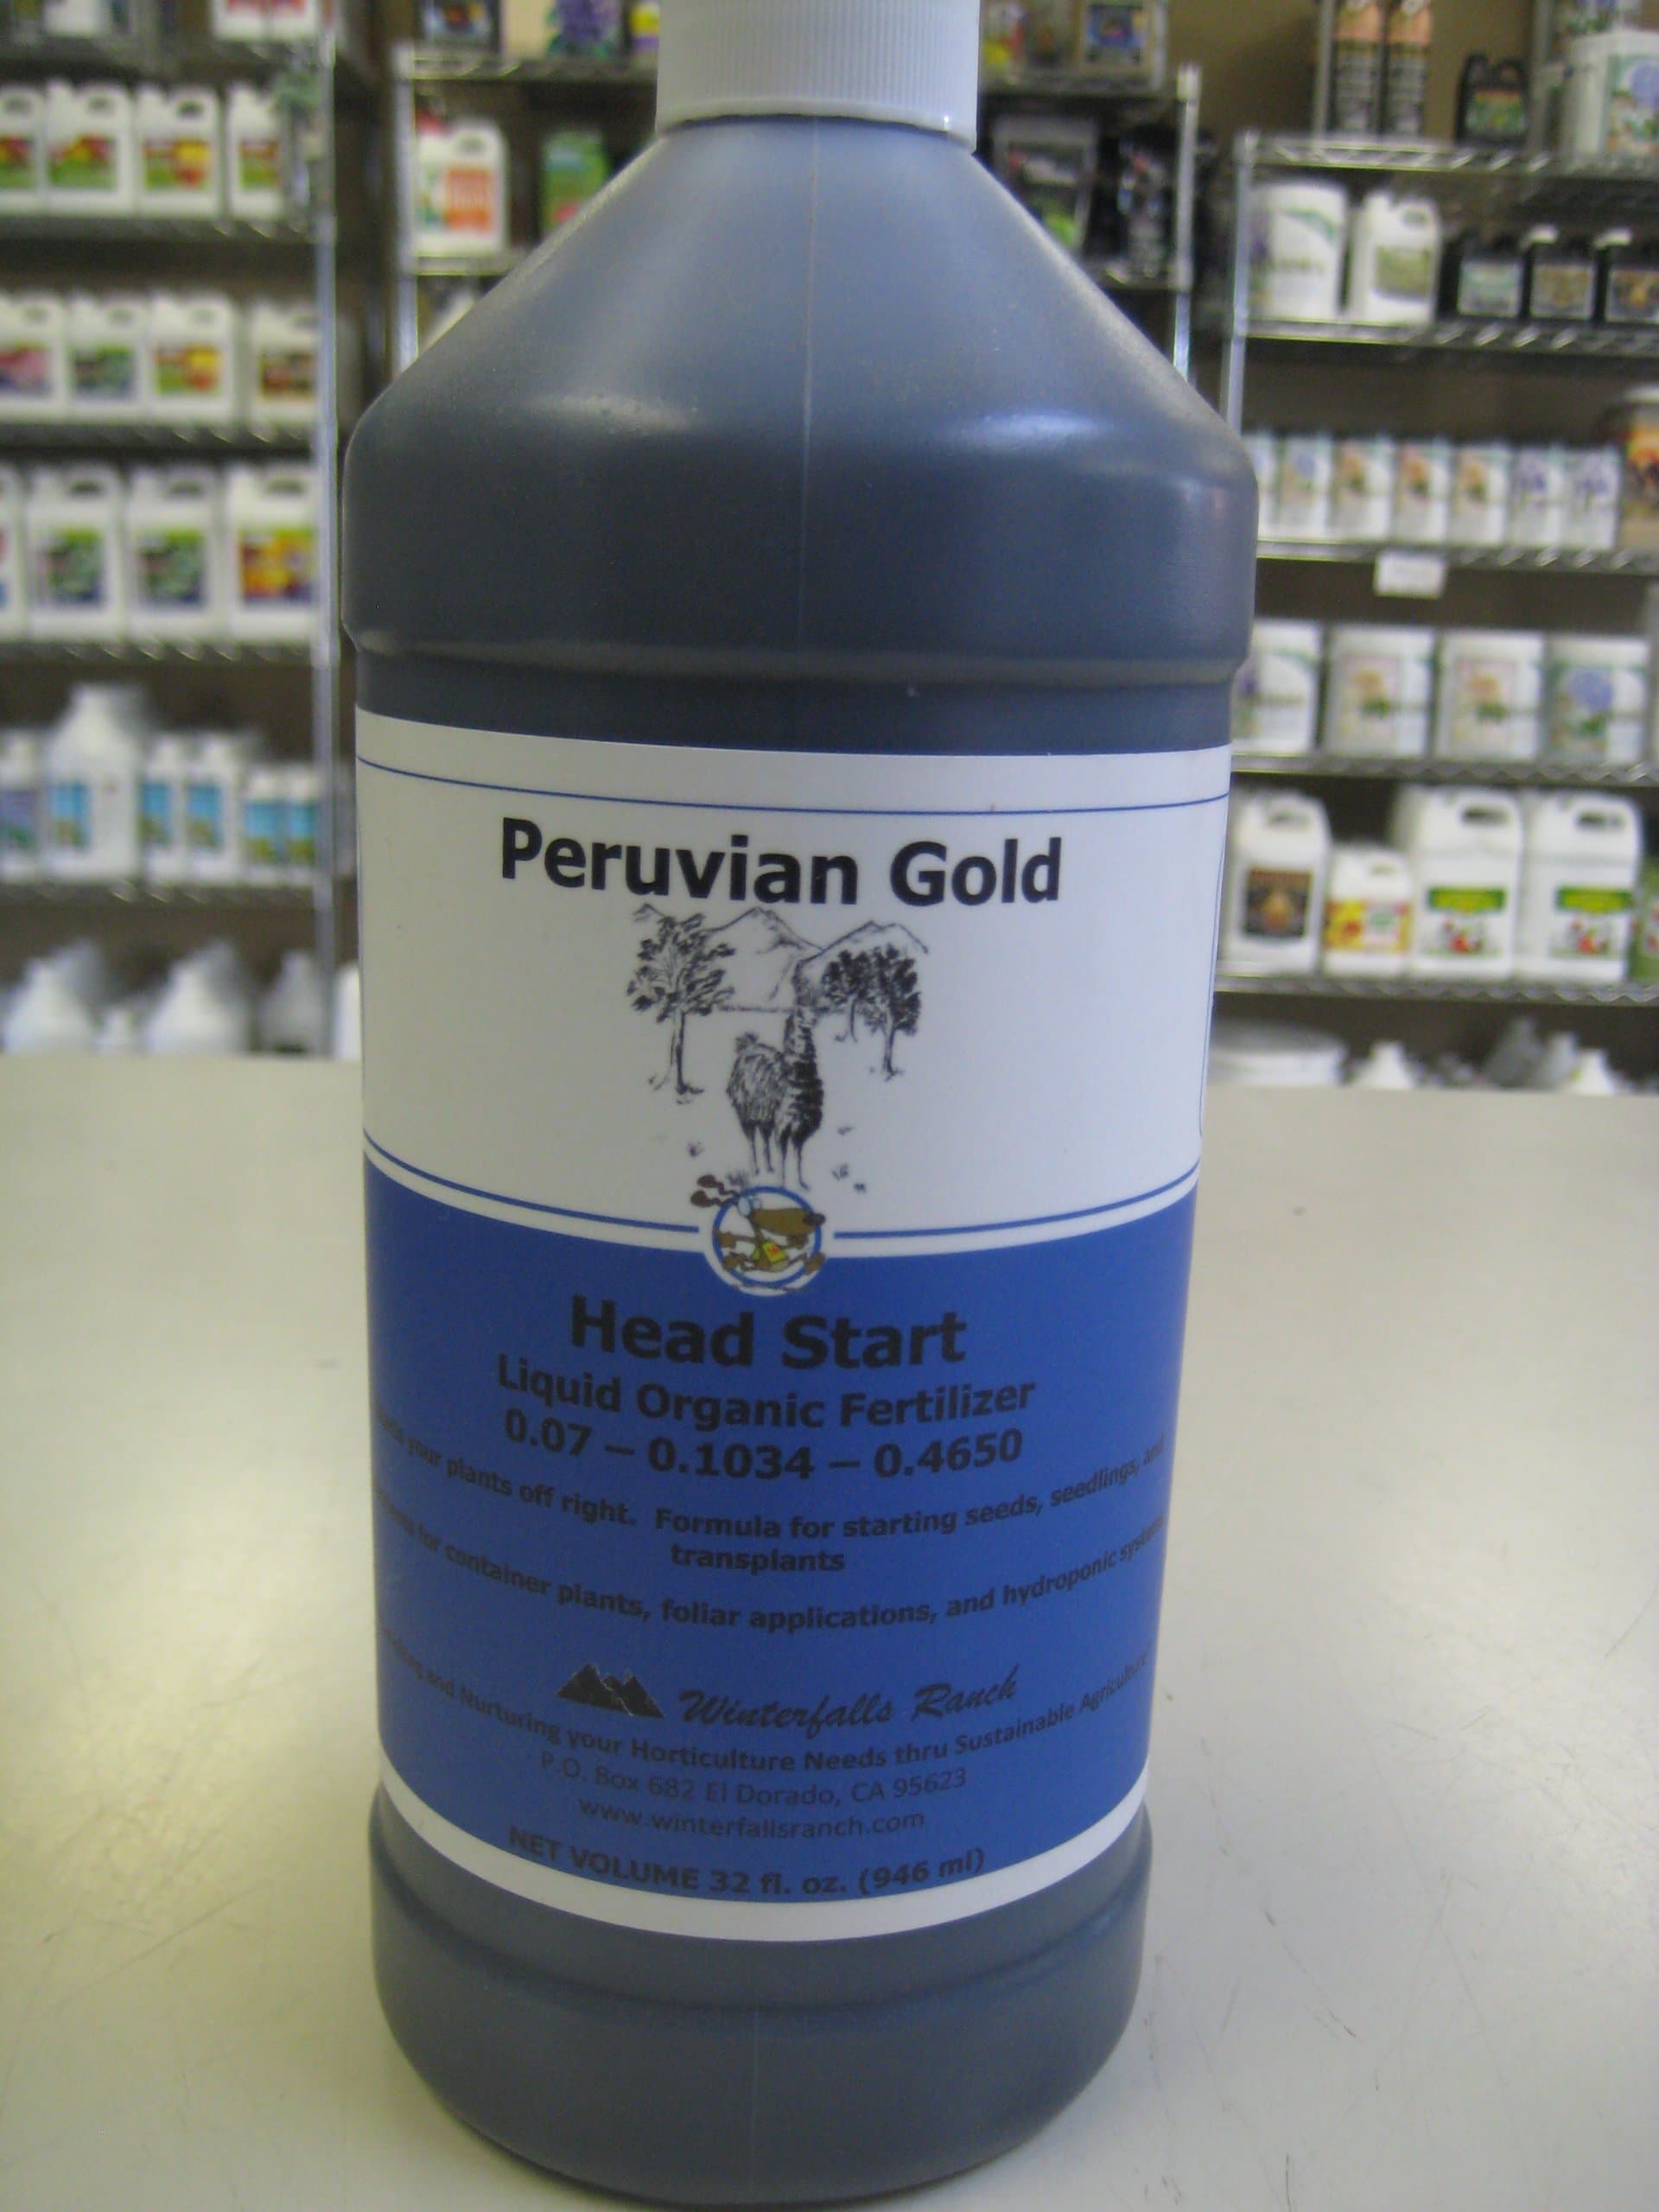 Peruvian Gold
Head Start
Liquid Organic Fertilizer
0.07 – 0.1034 – 0.4650
your plants off right. Formula for starting seeds, seedlings, and
transplants
for container plants, foliar applications, and hydroponic systems
Winterfalls Ranch
and Nurturing your Horticulture Needs thru Sustainable Agriculture
P.O. Box 682 El Dorado, CA 95623
www.winterfallsranch.com
NET VOLUME 32 fl. oz. (946 ml)